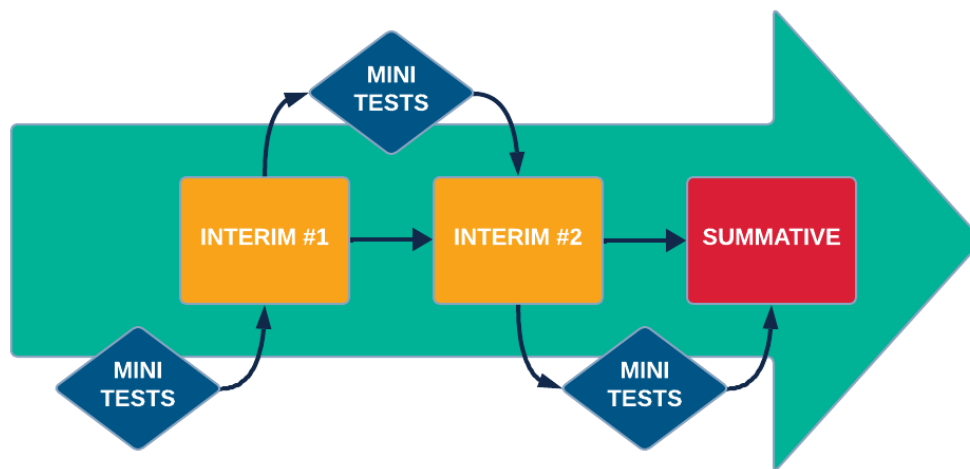 MINI
TESTS
INTERIM #1
INTERIM #2
SUMMATIVE
MINI
TESTS
MINI
TESTS